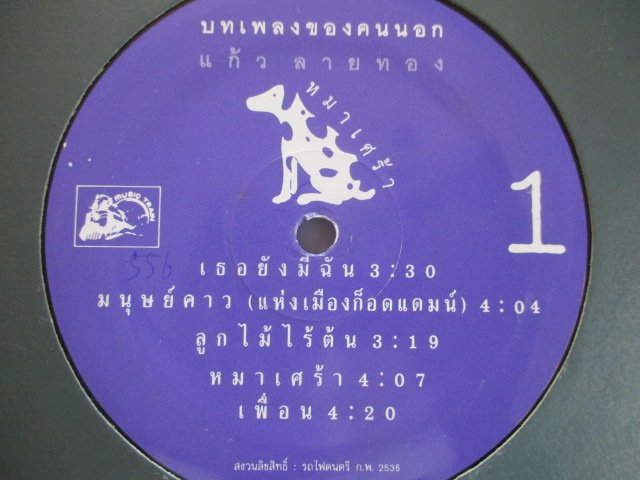 บทเพลงของคนนอก
แก้ว ลายทอง
หมาเศร้า
MUSIC TRAIN
1
556
เธอยังมีฉัน 3:30
มนุษย์คาว (แห่งเมืองก็อดแดมน์) 4:04
ลูกไม้ไร้ต้น 3:19
หมาเศร้า 4:07
เพื่อน 4:20
สงวนลิขสิทธิ์ : รถไฟดนตรี ก.พ. 2536